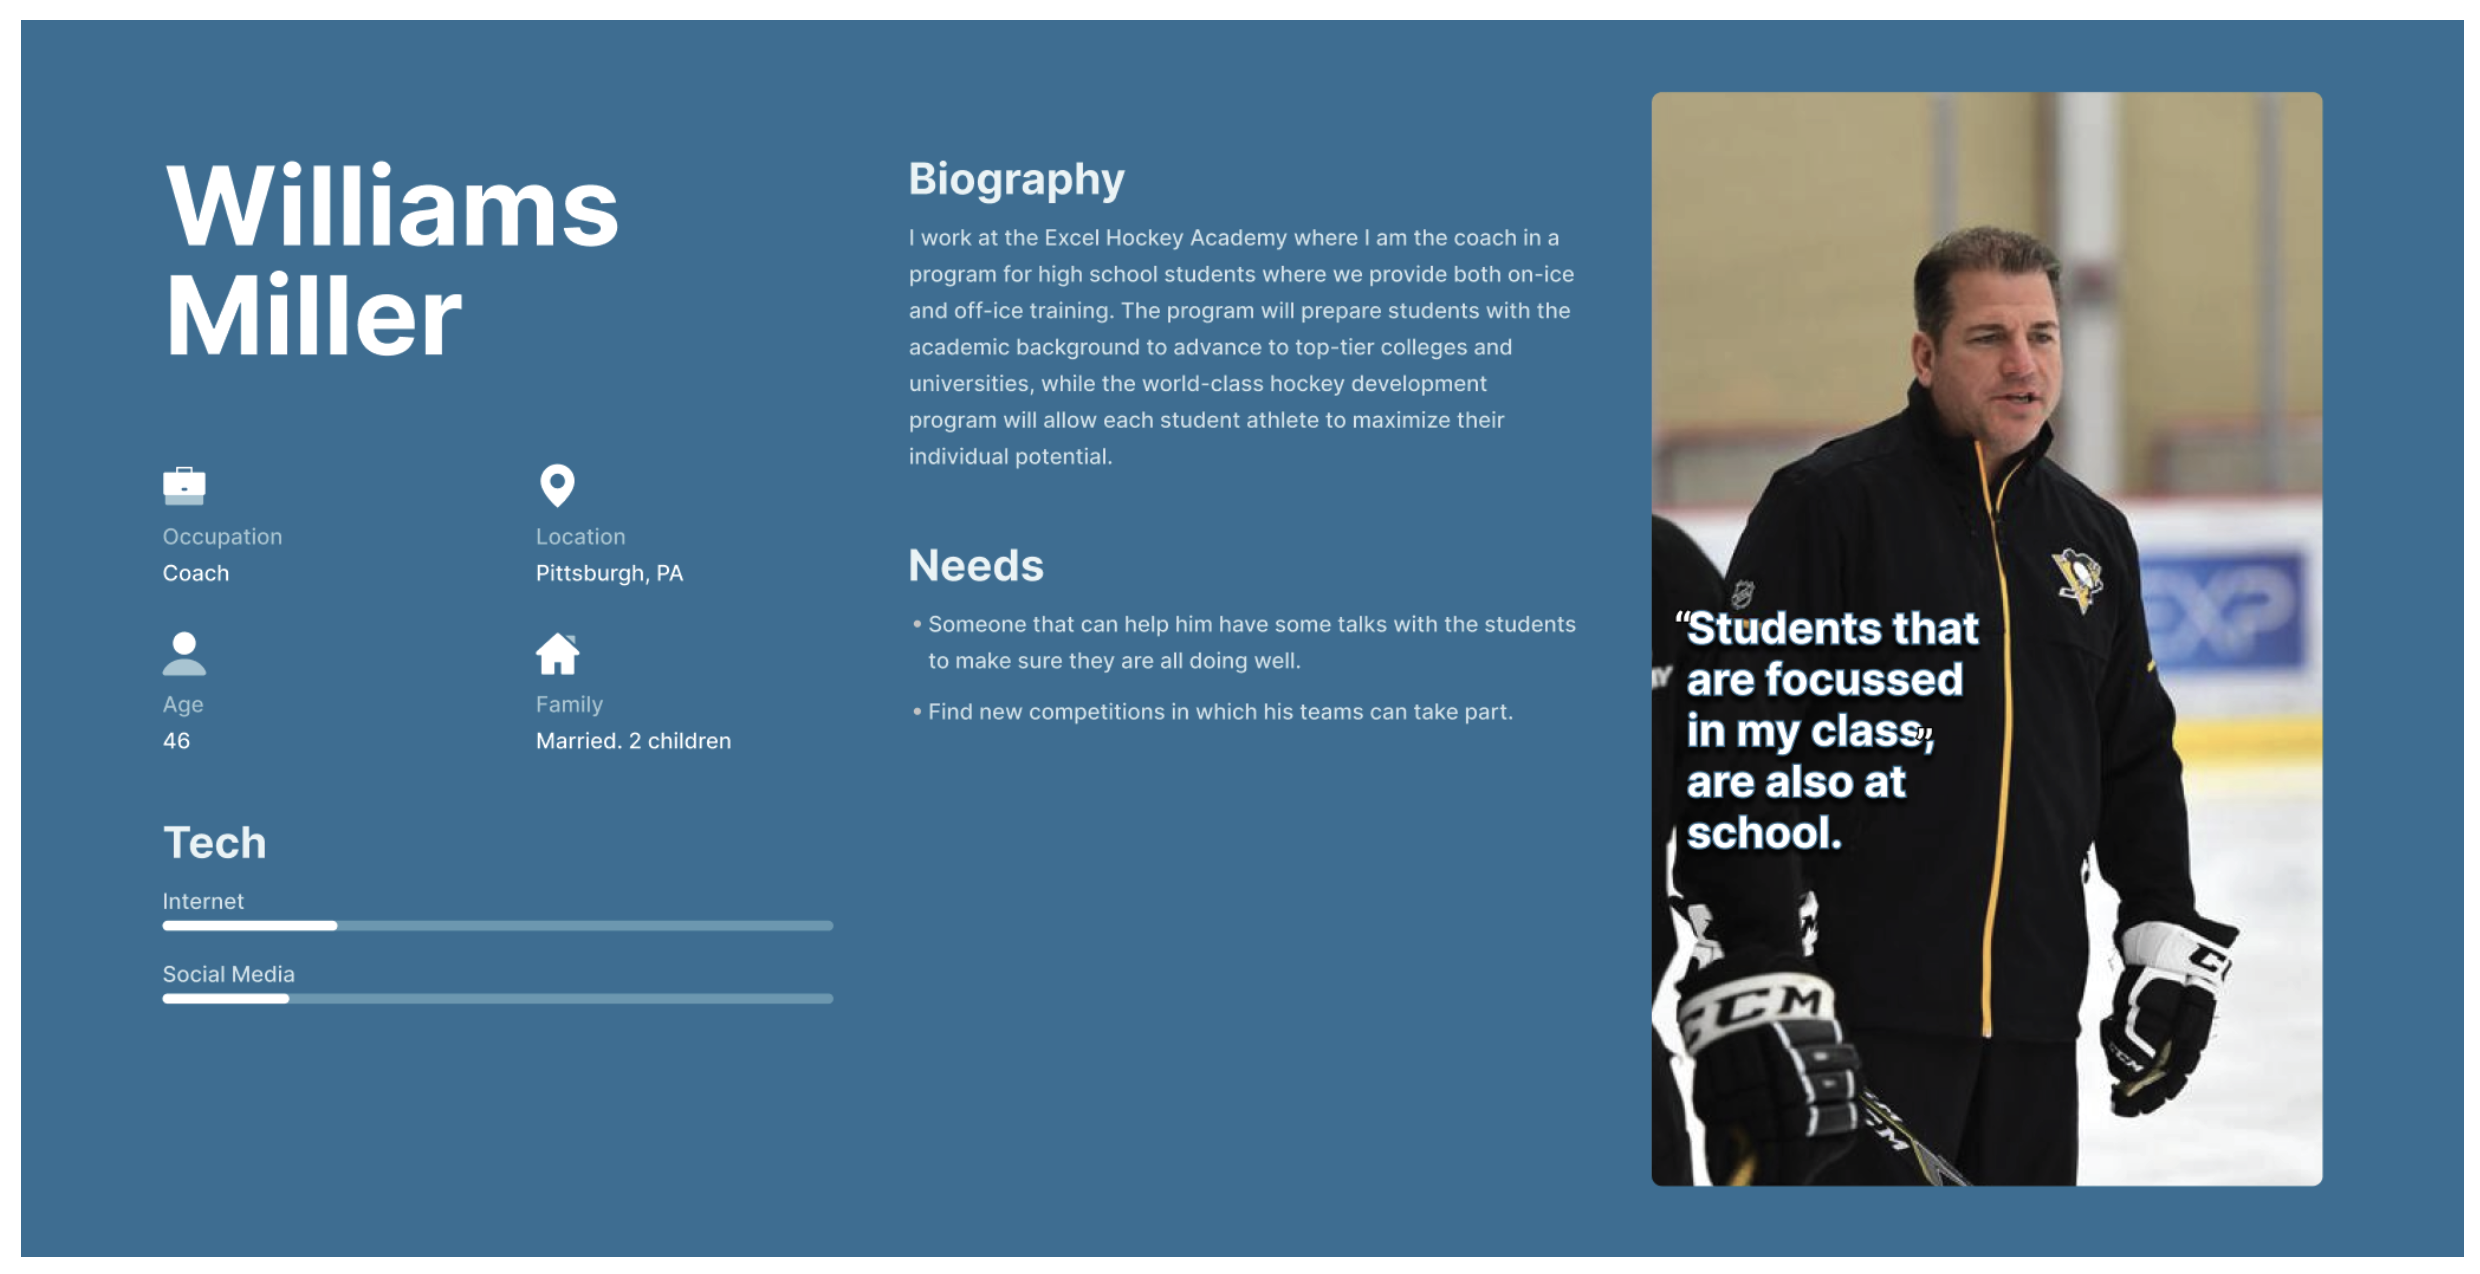 Williams
Miller
Occupation
Coach
Location
Pittsburgh, PA
Age
46
Family
Married. 2 children
Tech
Internet
Social Media
Biography
I work at the Excel Hockey Academy where I am the coach in a
program for high school students where we provide both on-ice
and off-ice training. The program will prepare students with the
academic background to advance to top-tier colleges and
universities, while the world-class hockey development
program will allow each student athlete to maximize their
individual potential.
Needs
• Someone that can help him have some talks with the students
to make sure they are all doing well.
• Find new competitions in which his teams can take part.
“Students that
are focussed
in my class,”
are also at
school.
EXP
CCM
CCM
CCM